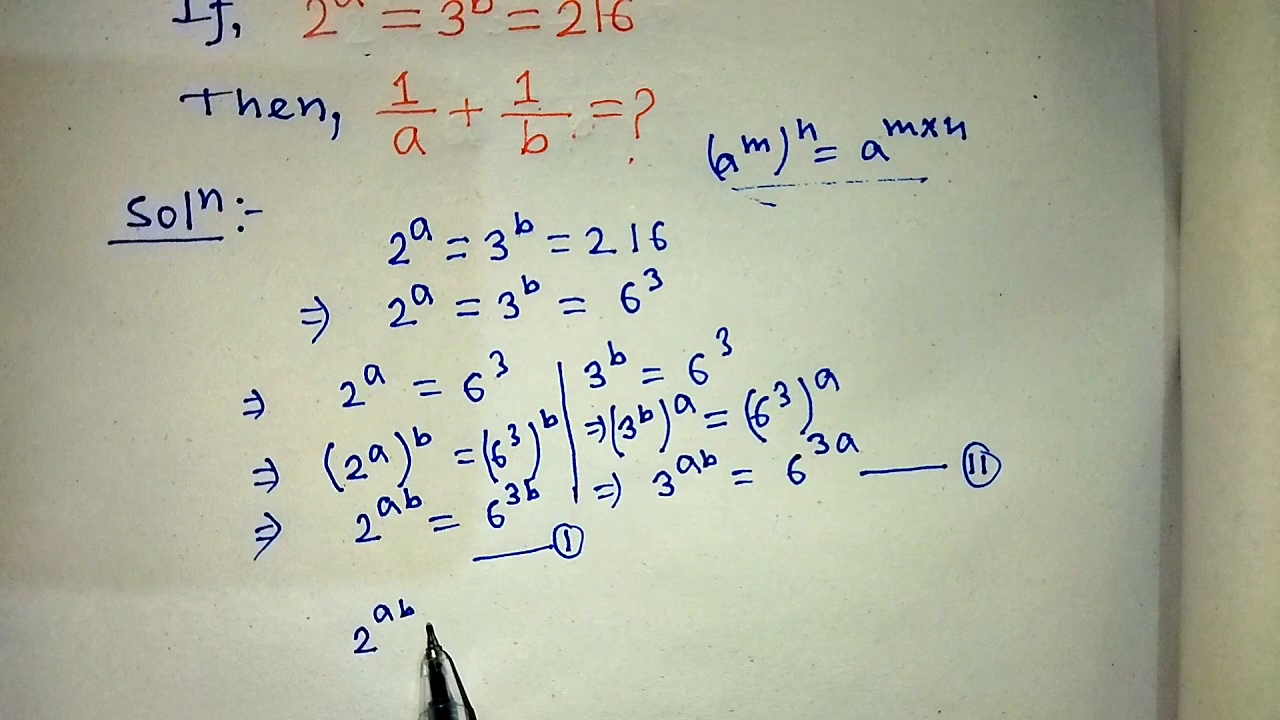 If, 2^a = 3^b = 216
Then, 1/a + 1/b = ?
(a^m)^n = a^{m×n}
Sol^n :-
2^a = 3^b = 216
⇒ 2^a = 3^b = 6^3
⇒ 2^a = 6^3 | 3^b = 6^3
⇒ (2^a)^b = (6^3)^b | ⇒ (3^b)^a = (6^3)^a
⇒ 2^{ab} = 6^{3b} —— (I) | ⇒ 3^{ab} = 6^{3a} —— (II)
2^{ab}